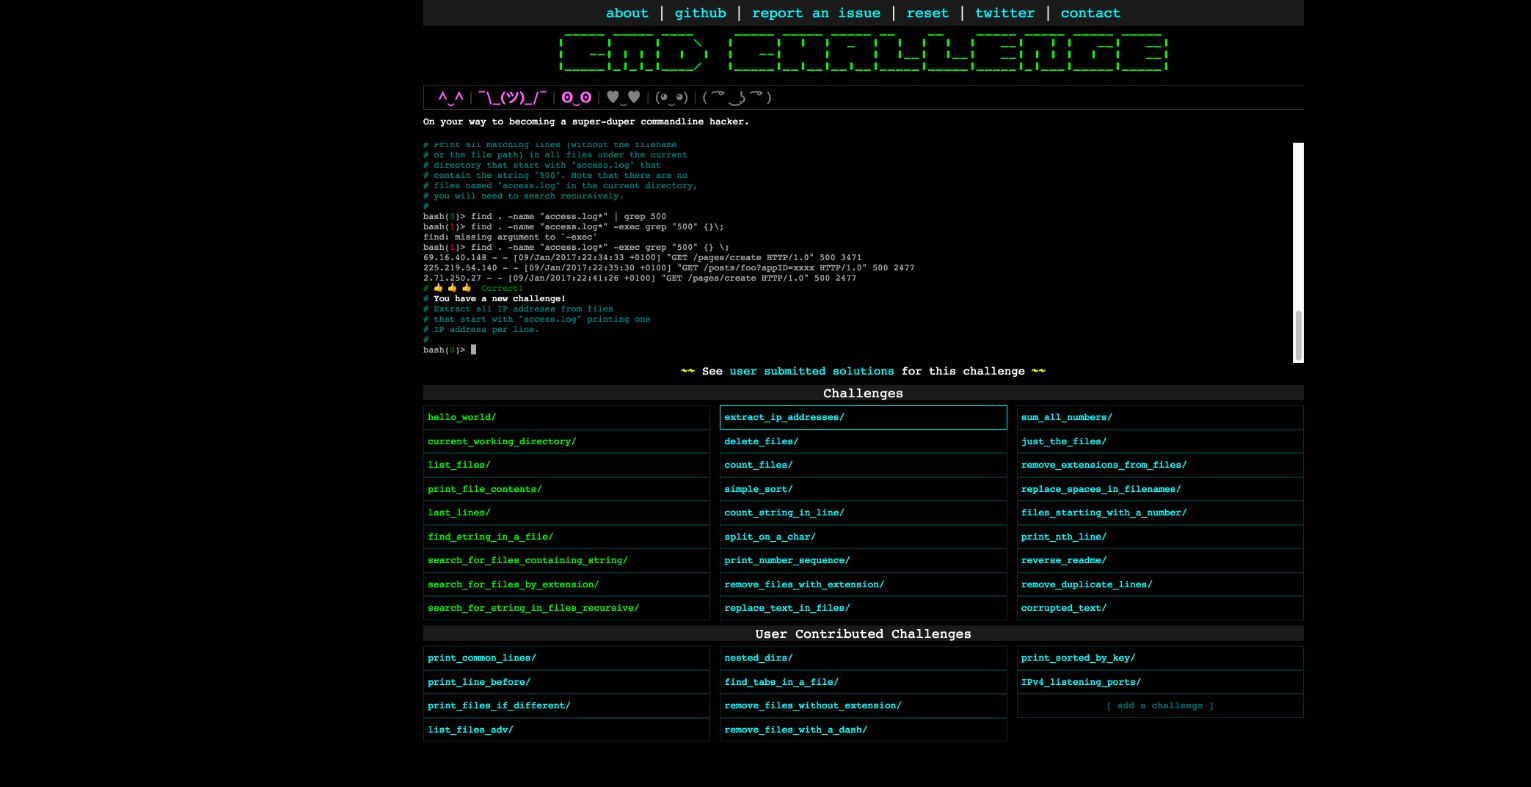 about | github | report an issue | reset | twitter | contact
CMD CHALLENGE
^‿^ | ¯\_(ツ)_/¯ | ʘ‿ʘ | ♥‿♥ | (◕‿◕) | ( ͡° ͜ʖ ͡° )
On your way to becoming a super-duper commandline hacker.
# Print all matching lines (without the filename
# or the file path) in all files under the current
# directory that start with "access.log" that
# contain the string "500". Note that there are no
# files named "access.log" in the current directory,
# you will need to search recursively.
#
bash(0)> find . -name "access.log*" | grep 500
bash(1)> find . -name "access.log*" -exec grep "500" {}\;
find: missing argument to `-exec'
bash(1)> find . -name "access.log*" -exec grep "500" {} \;
69.16.40.148 - - [09/Jan/2017:22:34:33 +0100] "GET /pages/create HTTP/1.0" 500 3471
225.219.54.140 - - [09/Jan/2017:22:35:30 +0100] "GET /posts/foo?appID=xxxx HTTP/1.0" 500 2477
2.71.250.27 - - [09/Jan/2017:22:41:26 +0100] "GET /pages/create HTTP/1.0" 500 2477
# 👍 👍 👍 Correct!
# You have a new challenge!
# Extract all IP addreses from files
# that start with "access.log" printing one
# IP address per line.
#
bash(0)>
~~ See user submitted solutions for this challenge ~~
Challenges
hello_world/
current_working_directory/
list_files/
print_file_contents/
last_lines/
find_string_in_a_file/
search_for_files_containing_string/
search_for_files_by_extension/
search_for_string_in_files_recursive/
extract_ip_addresses/
delete_files/
count_files/
simple_sort/
count_string_in_line/
split_on_a_char/
print_number_sequence/
remove_files_with_extension/
replace_text_in_files/
sum_all_numbers/
just_the_files/
remove_extensions_from_files/
replace_spaces_in_filenames/
files_starting_with_a_number/
print_nth_line/
reverse_readme/
remove_duplicate_lines/
corrupted_text/
User Contributed Challenges
print_common_lines/
print_line_before/
print_files_if_different/
list_files_adv/
nested_dirs/
find_tabs_in_a_file/
remove_files_without_extension/
remove_files_with_a_dash/
print_sorted_by_key/
IPv4_listening_ports/
[ add a challenge ]